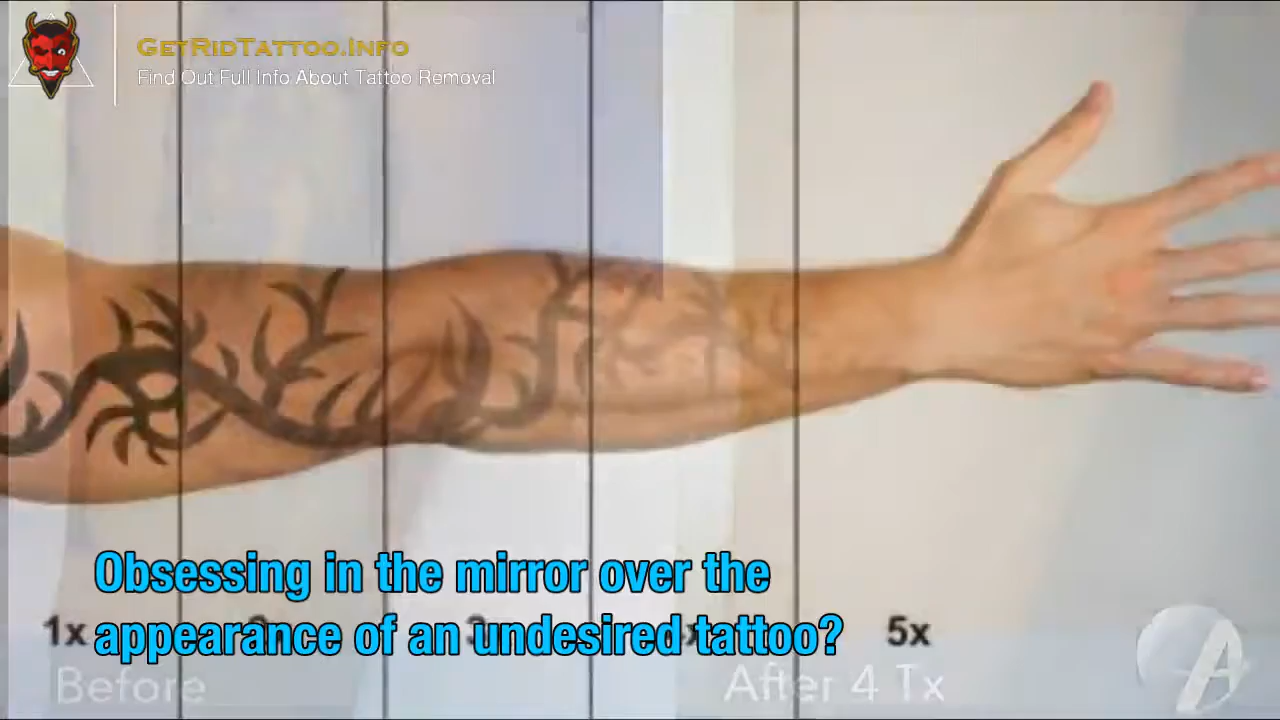 GetRidTattoo.Info
Find Out Full Info About Tattoo Removal
Obsessing in the mirror over the
appearance of an undesired tattoo?
1x
5x
Before
After 4 Tx
A